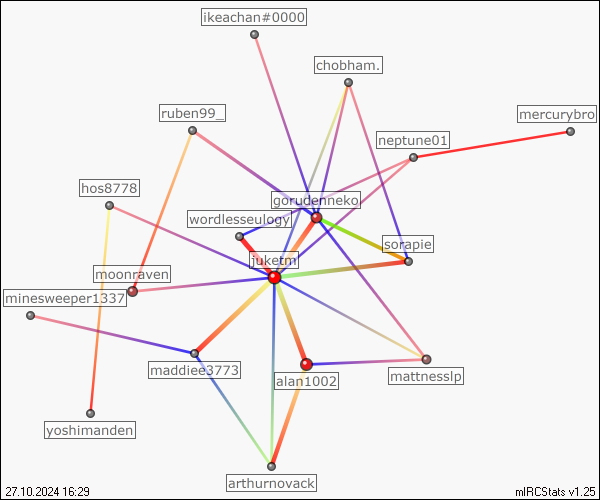 ikeachan#0000
chobham.
ruben99_
mercurybro
neptune01
hos8778
gorudenneko
wordlesseulogy
sorapie
juketm
moonraven
minesweeper1337
maddiee3773
mattnesslp
alan1002
yoshimanden
arthurnovack
27.10.2024 16:29
mIRCStats v1.25